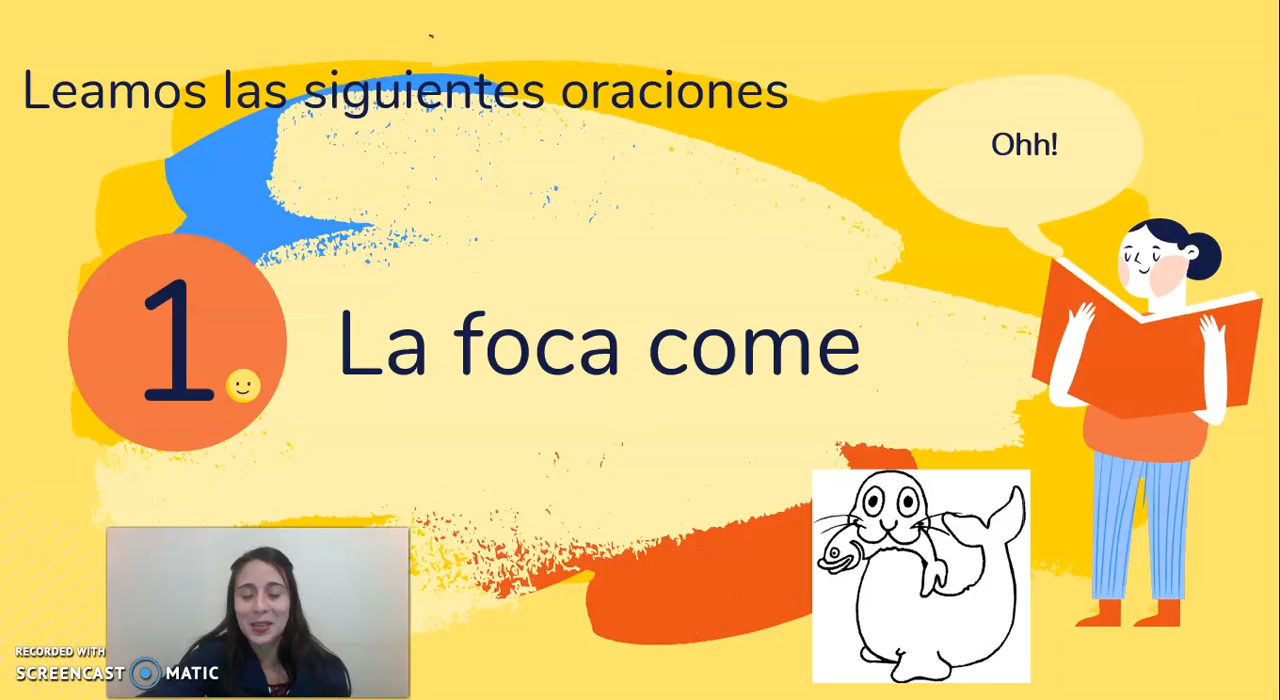 Leamos las siguientes oraciones
Ohh!
1
La foca come
RECORDED WITH
SCREENCAST MATIC